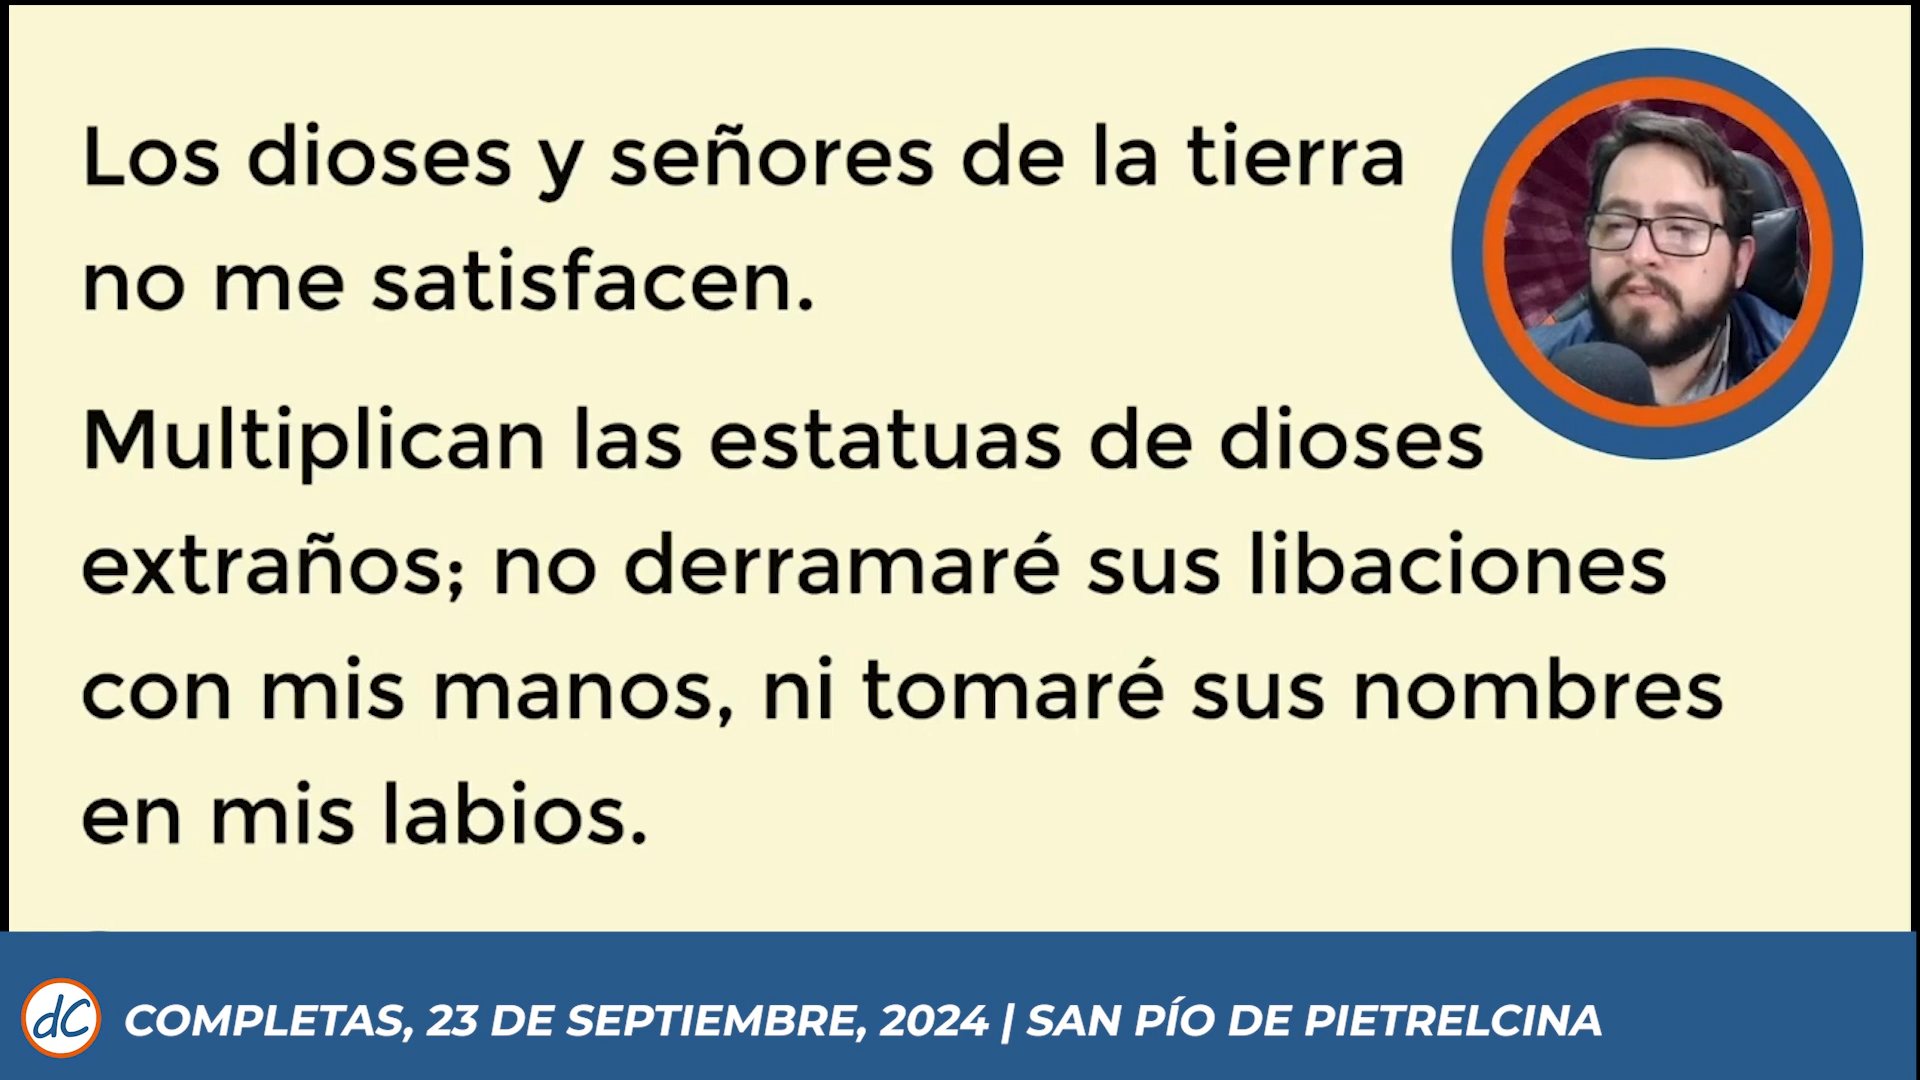 Los dioses y señores de la tierra
no me satisfacen.
Multiplican las estatuas de dioses
extraños; no derramaré sus libaciones
con mis manos, ni tomaré sus nombres
en mis labios.
dC COMPLETAS, 23 DE SEPTIEMBRE, 2024 | SAN PÍO DE PIETRELCINA